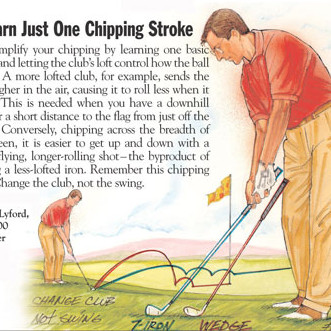 arn Just One Chipping Stroke
mplify your chipping by learning one basic
and letting the club's loft control how the ball
A more lofted club, for example, sends the
gher in the air, causing it to roll less when it
This is needed when you have a downhill
r a short distance to the flag from just off the
Conversely, chipping across the breadth of
een, it is easier to get up and down with a
flying, longer-rolling shot–the byproduct of
g a less-lofted iron. Remember this chipping
Change the club, not the swing.
Lyford,
00
er
CHANGE CLUB
NOT SWING
7-IRON
WEDGE